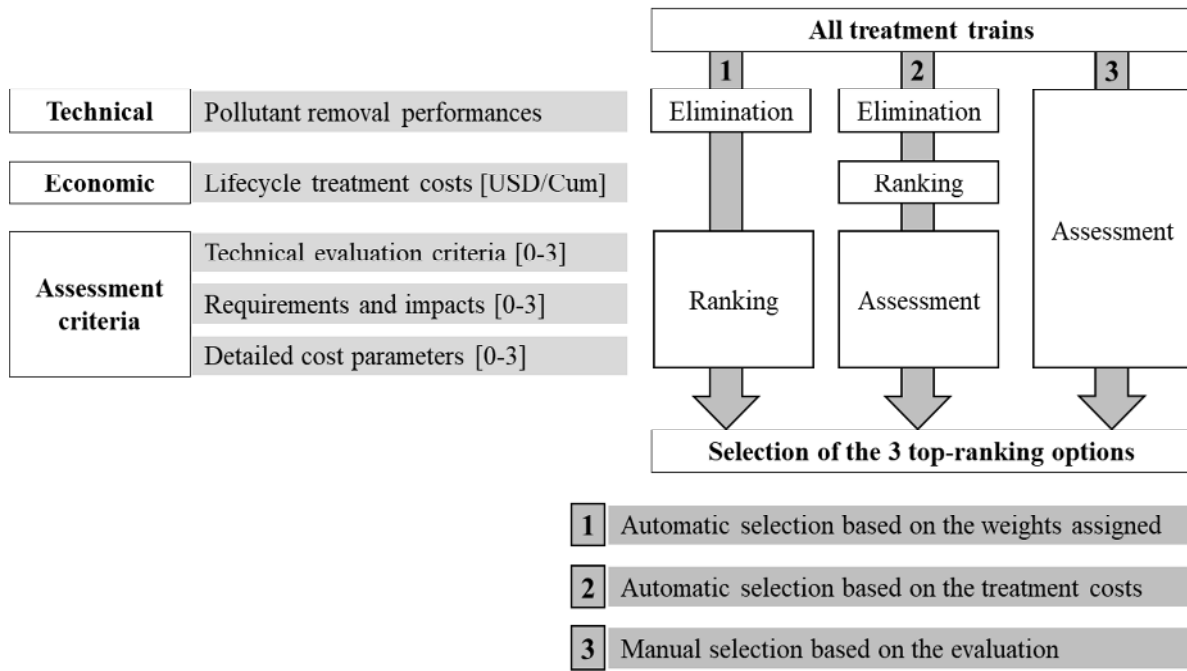 All treatment trains
1
2
3
Technical
Pollutant removal performances
Elimination
Elimination
Economic
Lifecycle treatment costs [USD/Cum]
Ranking
Assessment
Assessment
criteria
Technical evaluation criteria [0-3]
Requirements and impacts [0-3]
Detailed cost parameters [0-3]
Ranking
Assessment
Selection of the 3 top-ranking options
1 Automatic selection based on the weights assigned
2 Automatic selection based on the treatment costs
3 Manual selection based on the evaluation